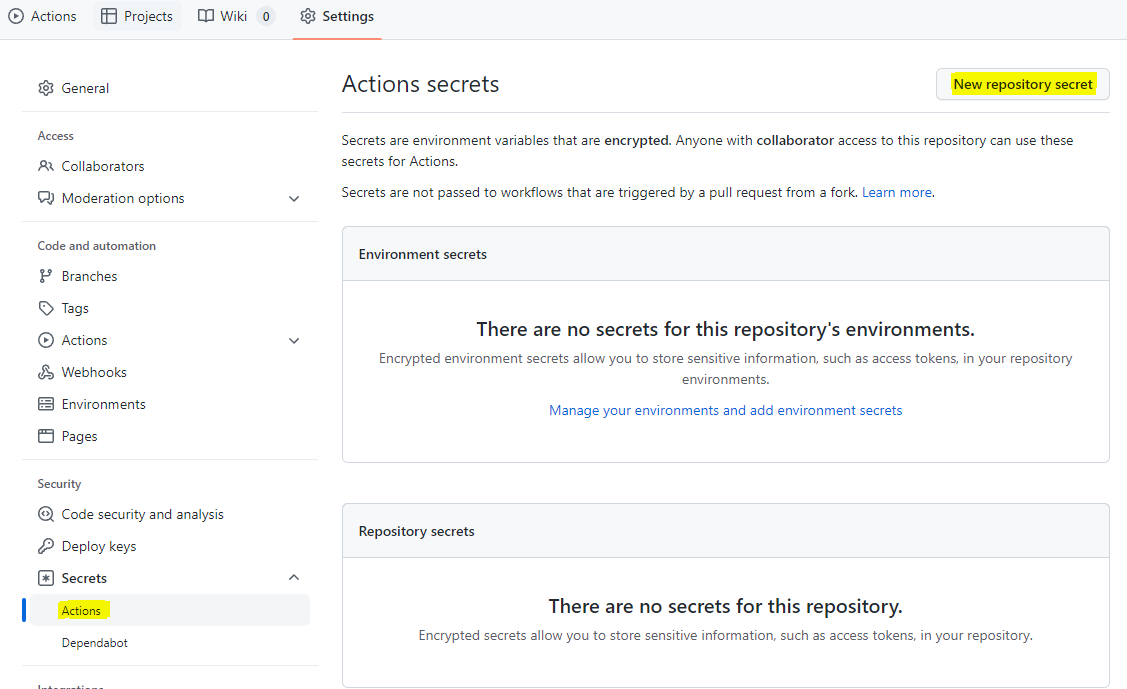 Actions Projects Wiki 0 Settings
General
Access
Collaborators
Moderation options
Code and automation
Branches
Tags
Actions
Webhooks
Environments
Pages
Security
Code security and analysis
Deploy keys
Secrets
Actions
Dependabot
Integrations
Actions secrets
New repository secret
Secrets are environment variables that are encrypted. Anyone with collaborator access to this repository can use these
secrets for Actions.
Secrets are not passed to workflows that are triggered by a pull request from a fork. Learn more.
Environment secrets
There are no secrets for this repository's environments.
Encrypted environment secrets allow you to store sensitive information, such as access tokens, in your repository
environments.
Manage your environments and add environment secrets
Repository secrets
There are no secrets for this repository.
Encrypted secrets allow you to store sensitive information, such as access tokens, in your repository.